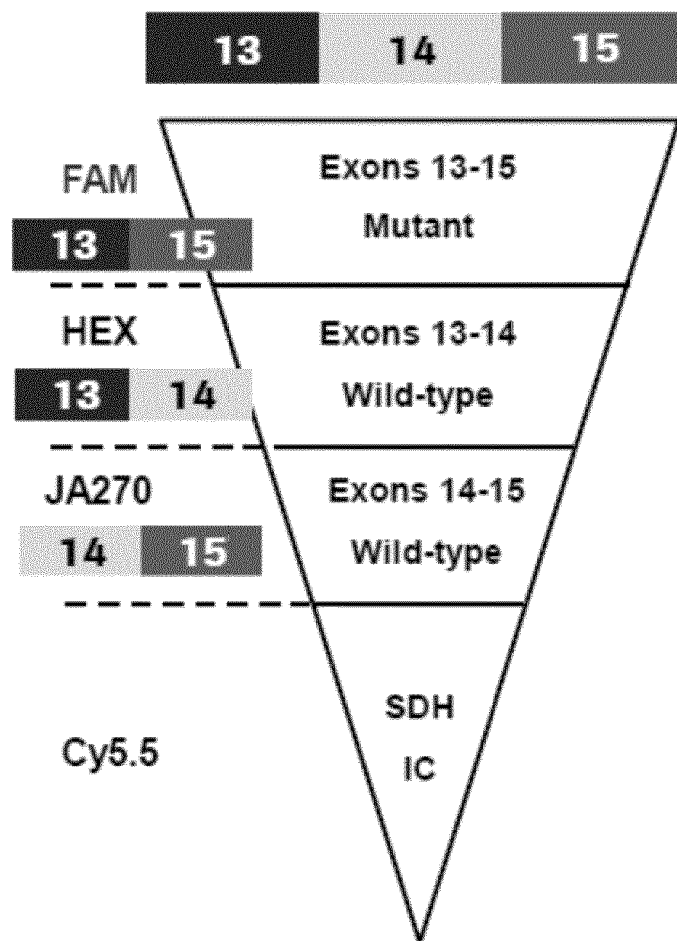 13 14 15
FAM
Exons 13-15
Mutant
13 15
HEX
Exons 13-14
Wild-type
13 14
JA270
Exons 14-15
Wild-type
14 15
SDH
IC
Cy5.5